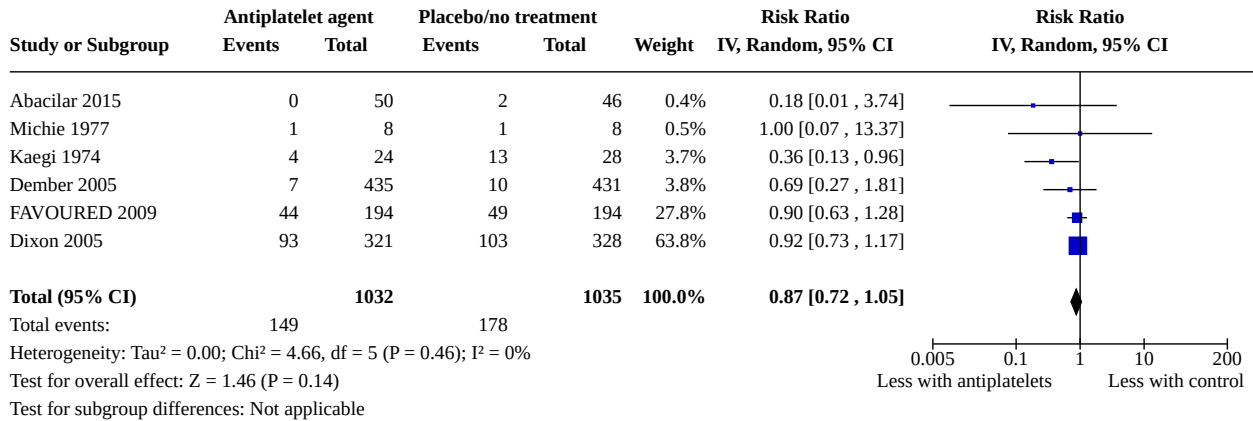 Antiplatelet agent Placebo/no treatment Risk Ratio Risk Ratio
Study or Subgroup Events Total Events Total Weight IV, Random, 95% CI IV, Random, 95% CI
Abacilar 2015 0 50 2 46 0.4% 0.18 [0.01 , 3.74]
Michie 1977 1 8 1 8 0.5% 1.00 [0.07 , 13.37]
Kaegi 1974 4 24 13 28 3.7% 0.36 [0.13 , 0.96]
Dember 2005 7 435 10 431 3.8% 0.69 [0.27 , 1.81]
FAVOURED 2009 44 194 49 194 27.8% 0.90 [0.63 , 1.28]
Dixon 2005 93 321 103 328 63.8% 0.92 [0.73 , 1.17]
Total (95% CI) 1032 1035 100.0% 0.87 [0.72 , 1.05]
Total events: 149 178
Heterogeneity: Tau² = 0.00; Chi² = 4.66, df = 5 (P = 0.46); I² = 0%
0.005 0.1 1 10 200
Test for overall effect: Z = 1.46 (P = 0.14) Less with antiplatelets Less with control
Test for subgroup differences: Not applicable